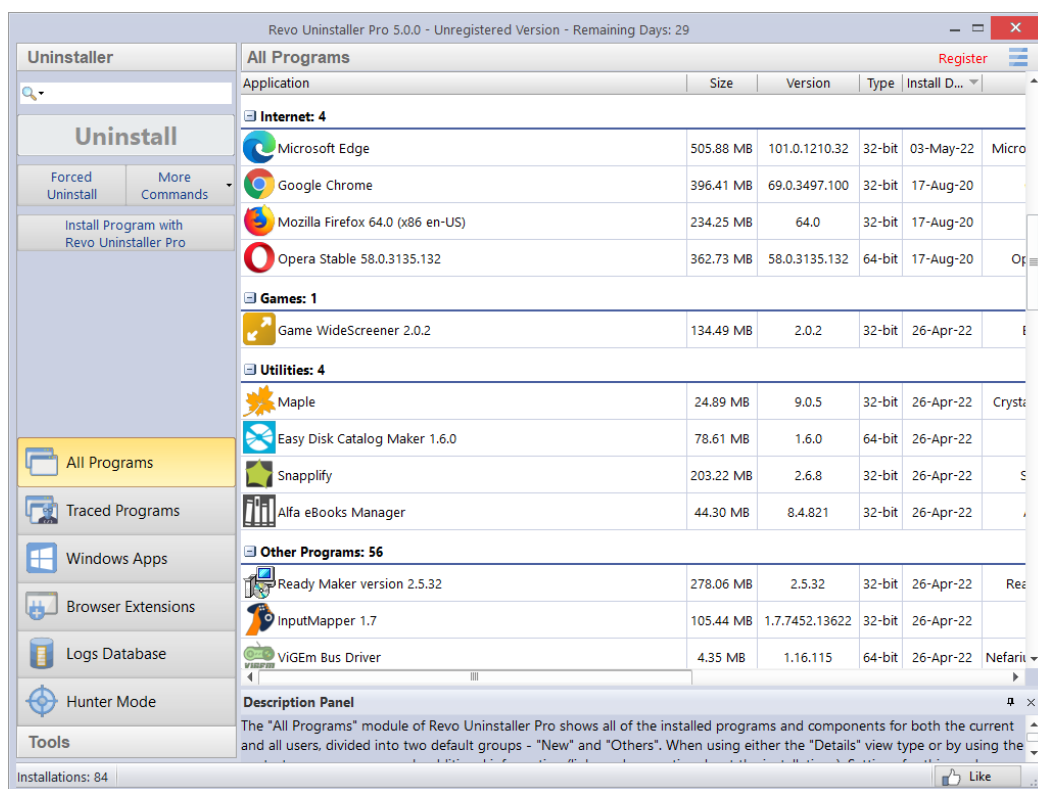 Revo Uninstaller Pro 5.0.0 - Unregistered Version - Remaining Days: 29
Uninstaller
Uninstall
Forced Uninstall
More Commands
Install Program with
Revo Uninstaller Pro
All Programs
Traced Programs
Windows Apps
Browser Extensions
Logs Database
Hunter Mode
Tools
All Programs Register
Application Size Version Type Install D...
Internet: 4
Microsoft Edge 505.88 MB 101.0.1210.32 32-bit 03-May-22 Micro
Google Chrome 396.41 MB 69.0.3497.100 32-bit 17-Aug-20
Mozilla Firefox 64.0 (x86 en-US) 234.25 MB 64.0 32-bit 17-Aug-20
Opera Stable 58.0.3135.132 362.73 MB 58.0.3135.132 64-bit 17-Aug-20 Op
Games: 1
Game WideScreener 2.0.2 134.49 MB 2.0.2 32-bit 26-Apr-22
Utilities: 4
Maple 24.89 MB 9.0.5 32-bit 26-Apr-22 Crysta
Easy Disk Catalog Maker 1.6.0 78.61 MB 1.6.0 64-bit 26-Apr-22
Snapplify 203.22 MB 2.6.8 32-bit 26-Apr-22 S
Alfa eBooks Manager 44.30 MB 8.4.821 32-bit 26-Apr-22
Other Programs: 56
Ready Maker version 2.5.32 278.06 MB 2.5.32 32-bit 26-Apr-22 Rea
InputMapper 1.7 105.44 MB 1.7.7452.13622 32-bit 26-Apr-22
ViGEm Bus Driver 4.35 MB 1.16.115 64-bit 26-Apr-22 Nefariu
Description Panel
The "All Programs" module of Revo Uninstaller Pro shows all of the installed programs and components for both the current
and all users, divided into two default groups - "New" and "Others". When using either the "Details" view type or by using the
Installations: 84
Like